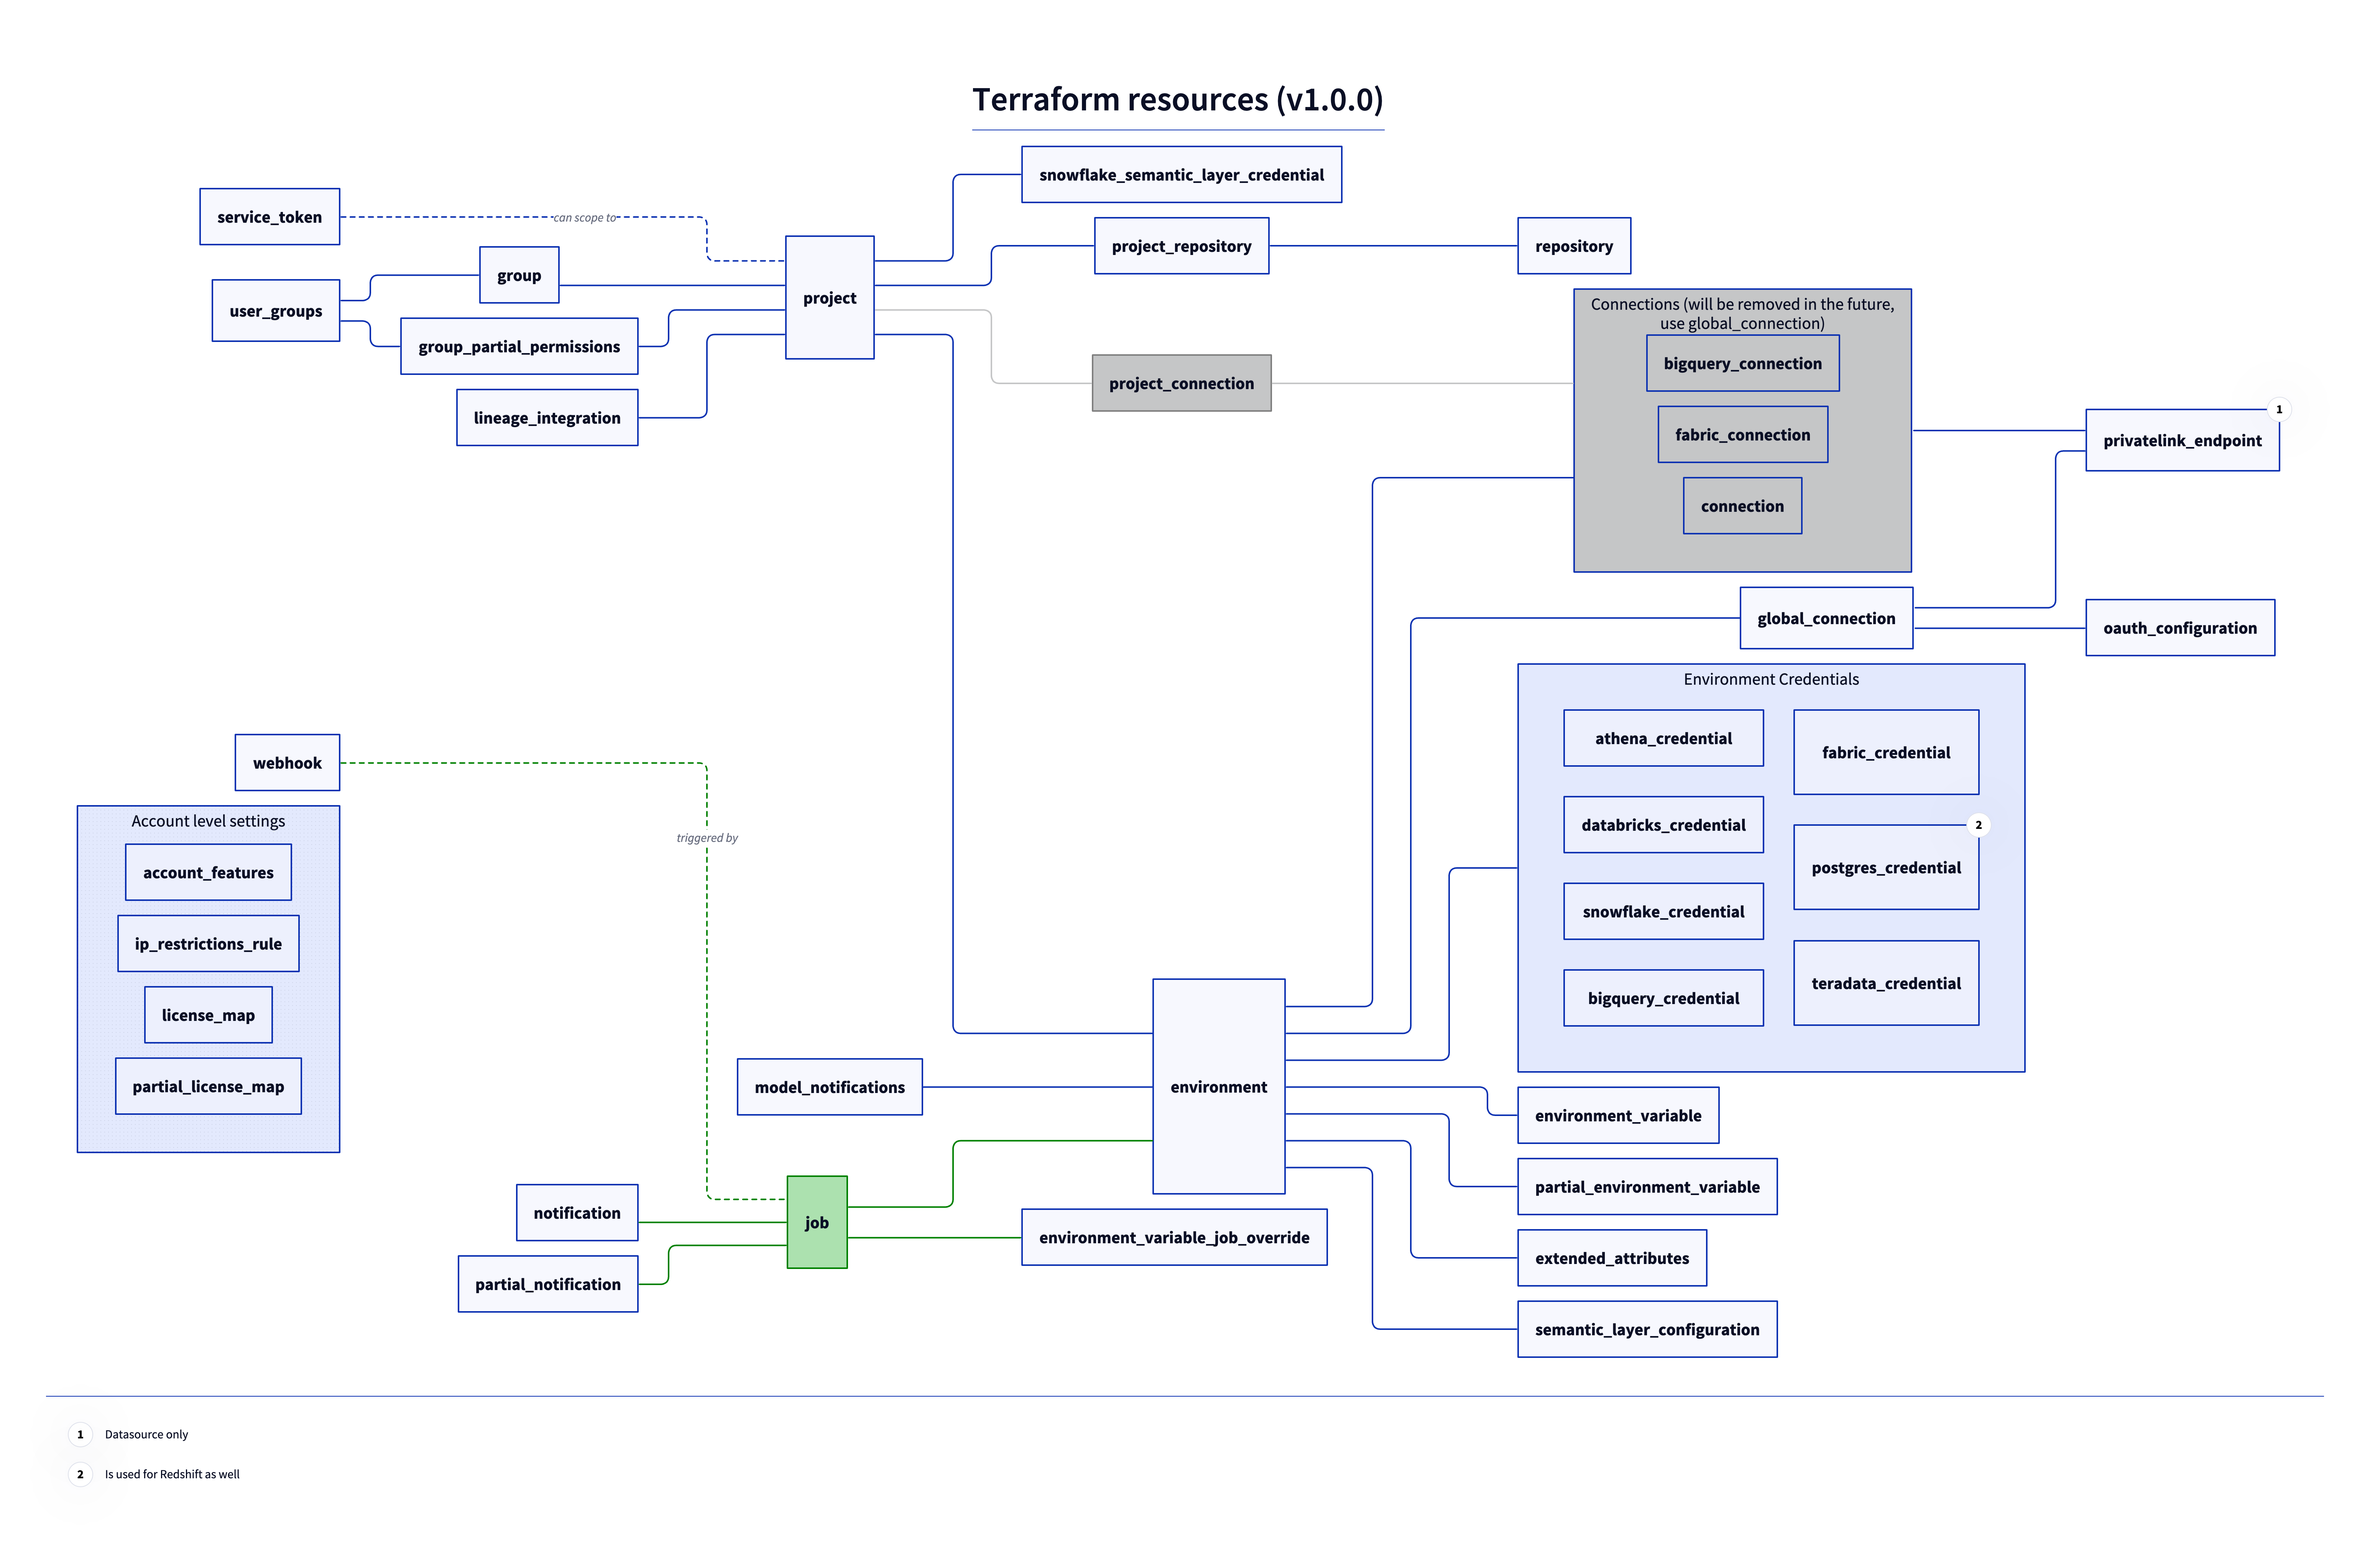 Terraform resources (v1.0.0)
snowflake_semantic_layer_credential
service_token
can scope to
project_repository
repository
group
project
user_groups
Connections (will be removed in the future,
use global_connection)
group_partial_permissions
bigquery_connection
project_connection
lineage_integration
fabric_connection
1
privatelink_endpoint
connection
global_connection
oauth_configuration
Environment Credentials
athena_credential
fabric_credential
webhook
Account level settings
databricks_credential
2
triggered by
account_features
postgres_credential
snowflake_credential
ip_restrictions_rule
teradata_credential
bigquery_credential
license_map
partial_license_map
model_notifications
environment
environment_variable
partial_environment_variable
notification
job
environment_variable_job_override
extended_attributes
partial_notification
semantic_layer_configuration
1 Datasource only
2 Is used for Redshift as well